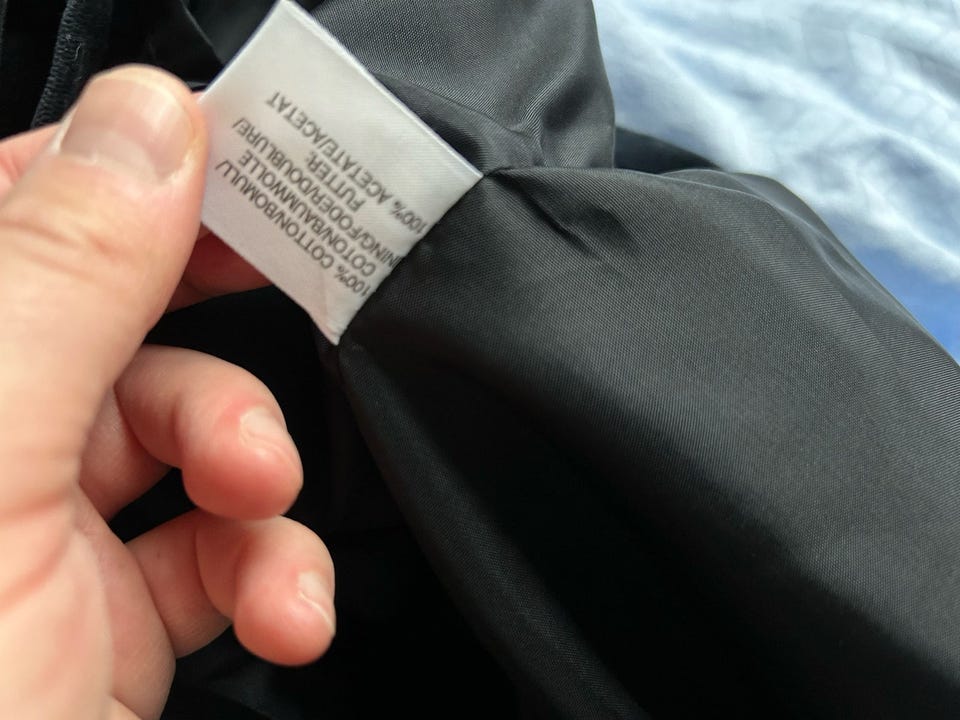 100% COTTON/BOMULL/
COTON/BAUMWOLLE
NING/FODER/DOUBLURE/
FUTTER:
100% ACETATE/ACETAT